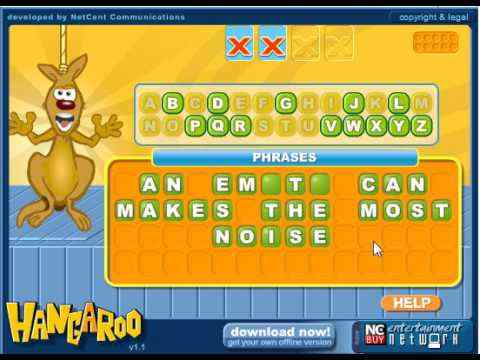 developed by NetCent Communications
copyright & legal
X X X X
A B C D E F G H I J K L M
N O P Q R S T U V W X Y Z
PHRASES
AN EM T CAN
MAKES THE MOST
NOISE
HELP
HANGAROO
v1.1
download now!
get your own offline version
NC BUY
entertainment
network